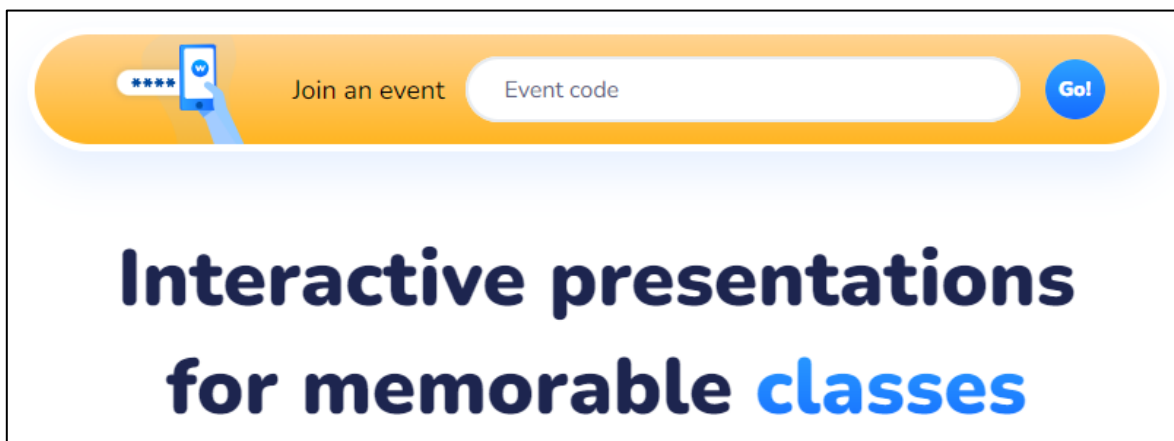 ****
w
Join an event
Event code
Go!
Interactive presentations
for memorable classes